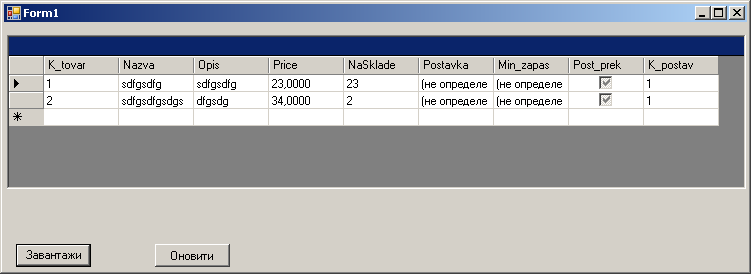 Form1
K_tovar Nazva Opis Price NaSklade Postavka Min_zapas Post_prek K_postav
1 sdfgsdfg sdfgsdfg 23,0000 23 (не определе (не определе 1
2 sdfgsdfgsdgs dfgsdg 34,0000 2 (не определе (не определе 1
Завантажи Оновити